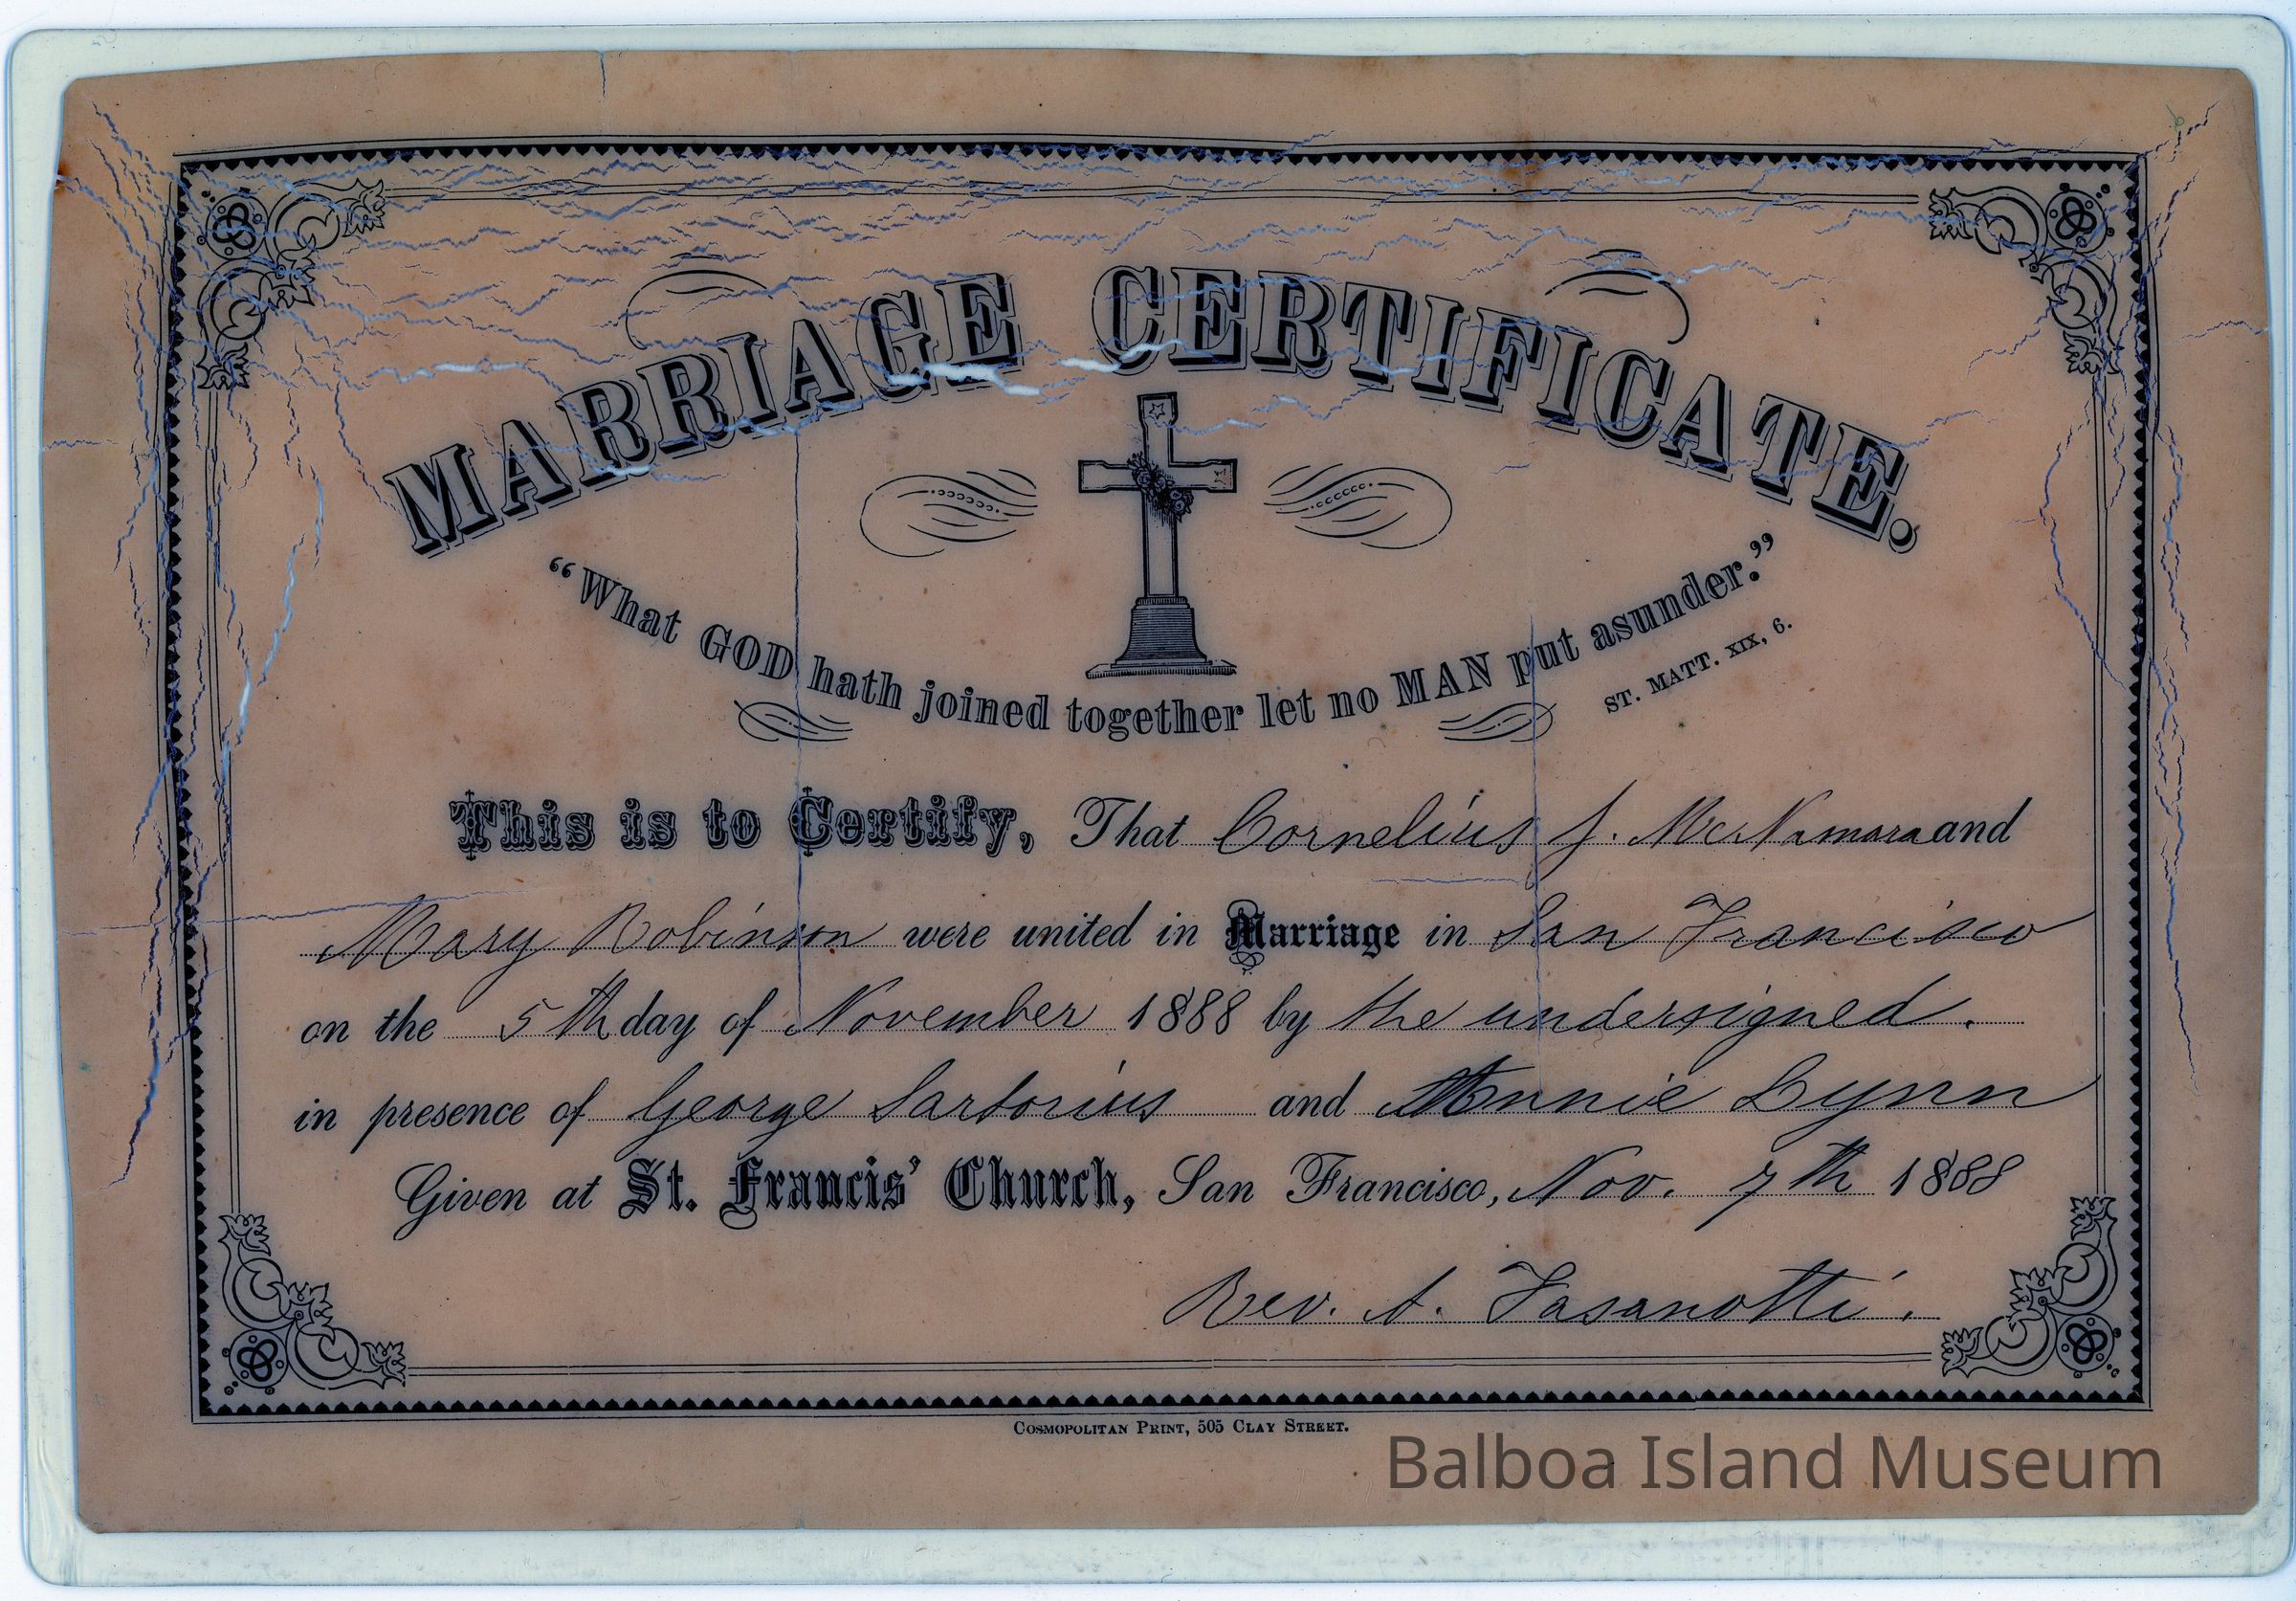 MARRIAGE CERTIFICATE.
"What GOD hath joined together let no MAN put asunder."
ST. MATT. XIX, 6.
This is to Certify, That Cornelius J. McNamara and
Mary Robinson were united in Marriage in San Francisco
on the 5th day of November 1888 by the undersigned.
in presence of George Sartorius and Annie Lynn
Given at St. Francis' Church, San Francisco, Nov. 7th 1888
Rev. A. Fasanotti.
COSMOPOLITAN PRINT, 505 CLAY STREET.
Balboa Island Museum